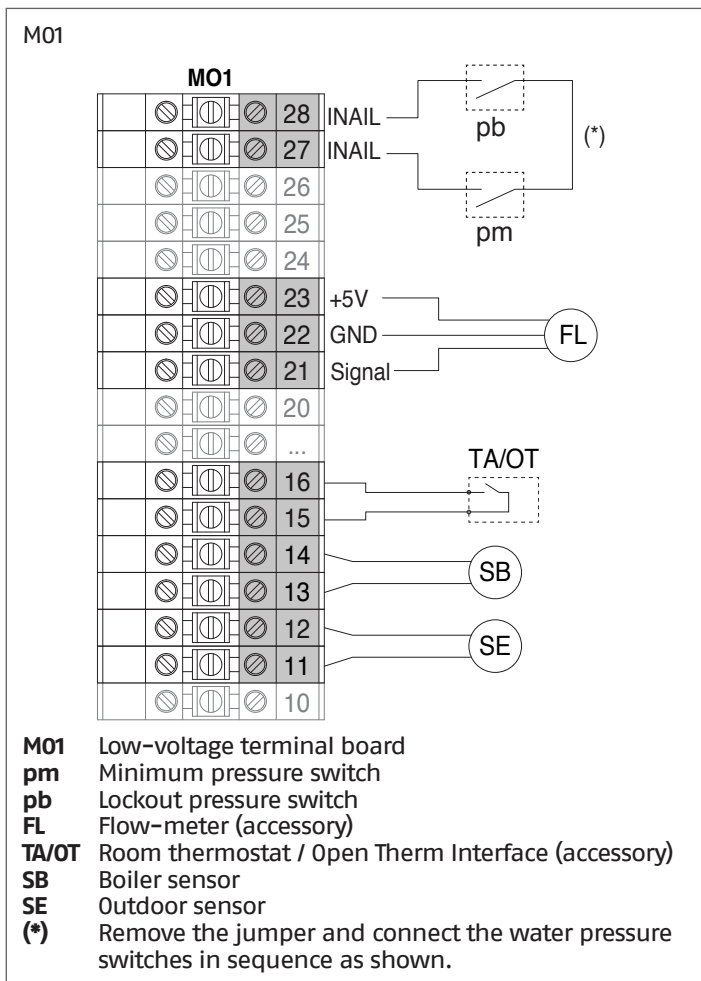 M01
MO1
28 INAIL
pb
(*)
27 INAIL
26
pm
25
24
23 +5V
22 GND
FL
21 Signal
20
...
TA/OT
16
15
14
SB
13
12
SE
11
10
M01 Low-voltage terminal board
pm Minimum pressure switch
pb Lockout pressure switch
FL Flow-meter (accessory)
TA/OT Room thermostat / Open Therm Interface (accessory)
SB Boiler sensor
SE Outdoor sensor
(*) Remove the jumper and connect the water pressure
switches in sequence as shown.